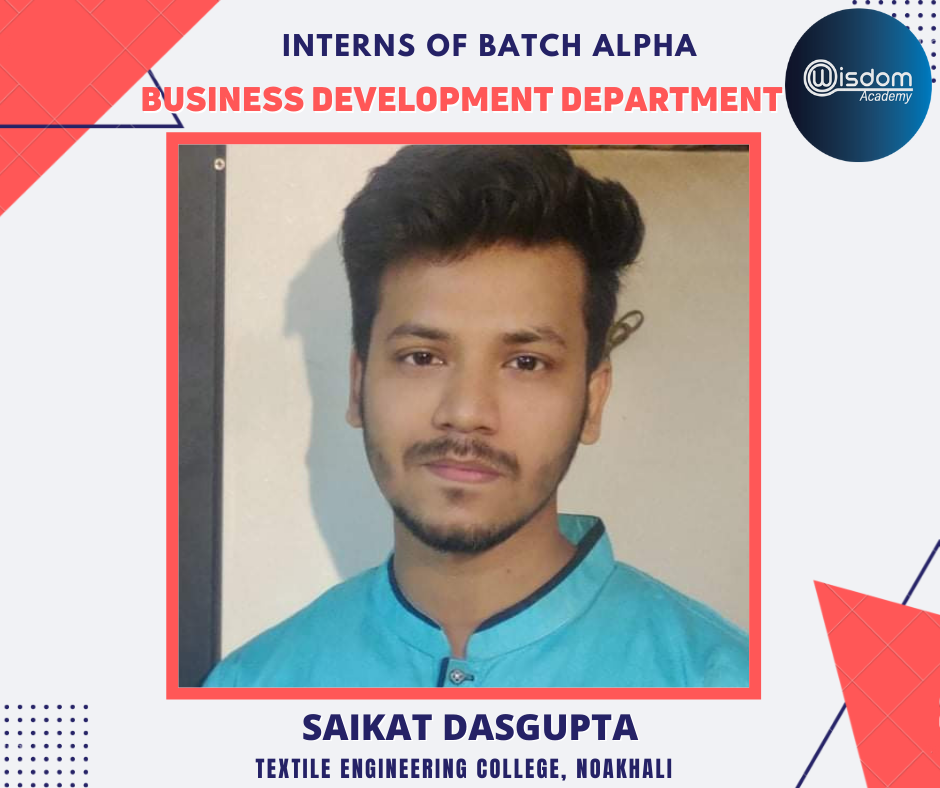 INTERNS OF BATCH ALPHA
BUSINESS DEVELOPMENT DEPARTMENT
Wisdom
Academy
SAIKAT DASGUPTA
TEXTILE ENGINEERING COLLEGE, NOAKHALI